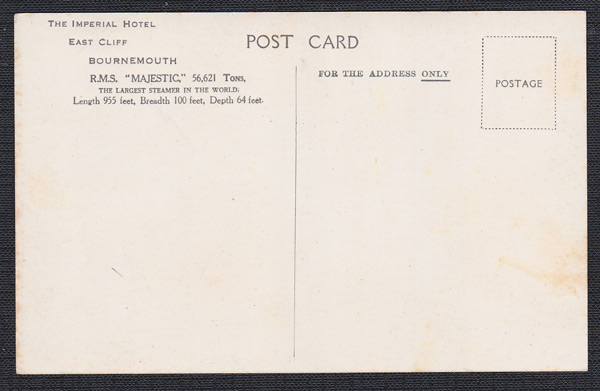 The Imperial Hotel
East Cliff
Bournemouth
R.M.S. "MAJESTIC," 56,621 Tons,
THE LARGEST STEAMER IN THE WORLD.
Length 955 feet, Breadth 100 feet, Depth 64 feet.
POST CARD
FOR THE ADDRESS ONLY
POSTAGE